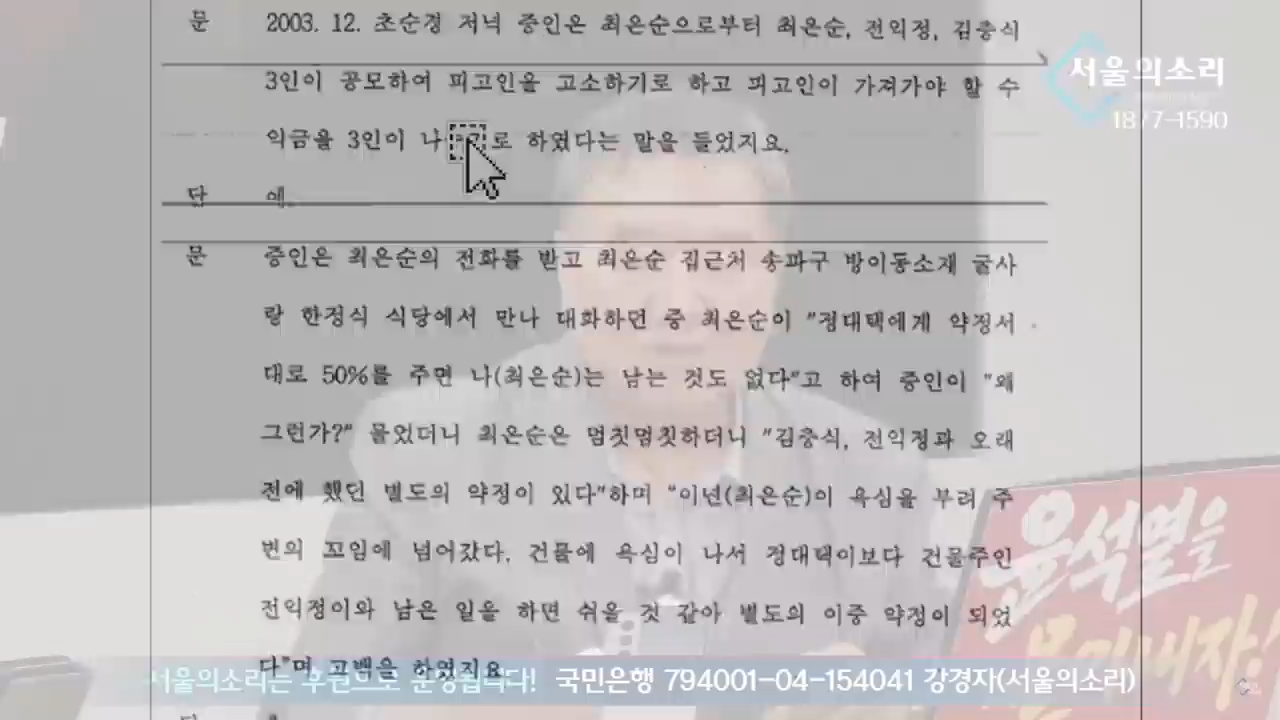 문 2003. 12. 초순경 저녁 증인은 최은순으로부터 최은순, 전익정, 김충식
3인이 공모하여 피고인을 고소하기로 하고 피고인이 가져가야 할 수
익금을 3인이 나 로 하였다는 말을 들었지요.
답 예.
문 증인은 최은순의 전화를 받고 최은순 집근처 송파구 방이동소재 굴사
랑 한정식 식당에서 만나 대화하던 중 최은순이 "정대택에게 약정서
대로 50%를 주면 나(최은순)는 남는 것도 없다"고 하여 증인이 "왜
그런가?" 물었더니 최은순은 멈칫멈칫하더니 "김충식, 전익정과 오래
전에 했던 별도의 약정이 있다"하며 "이년(최은순)이 욕심을 부려 주
변의 꼬임에 넘어갔다. 건물에 욕심이 나서 정대택이보다 건물주인
전익정이와 남은 일을 하면 쉬울 것 같아 별도의 이중 약정이 되었
다"며 고백을 하였지요
서울의소리
1877-1590
윤석열을
서울의소리는 후원으로 운영됩니다! 국민은행 794001-04-154041 강경자(서울의소리)